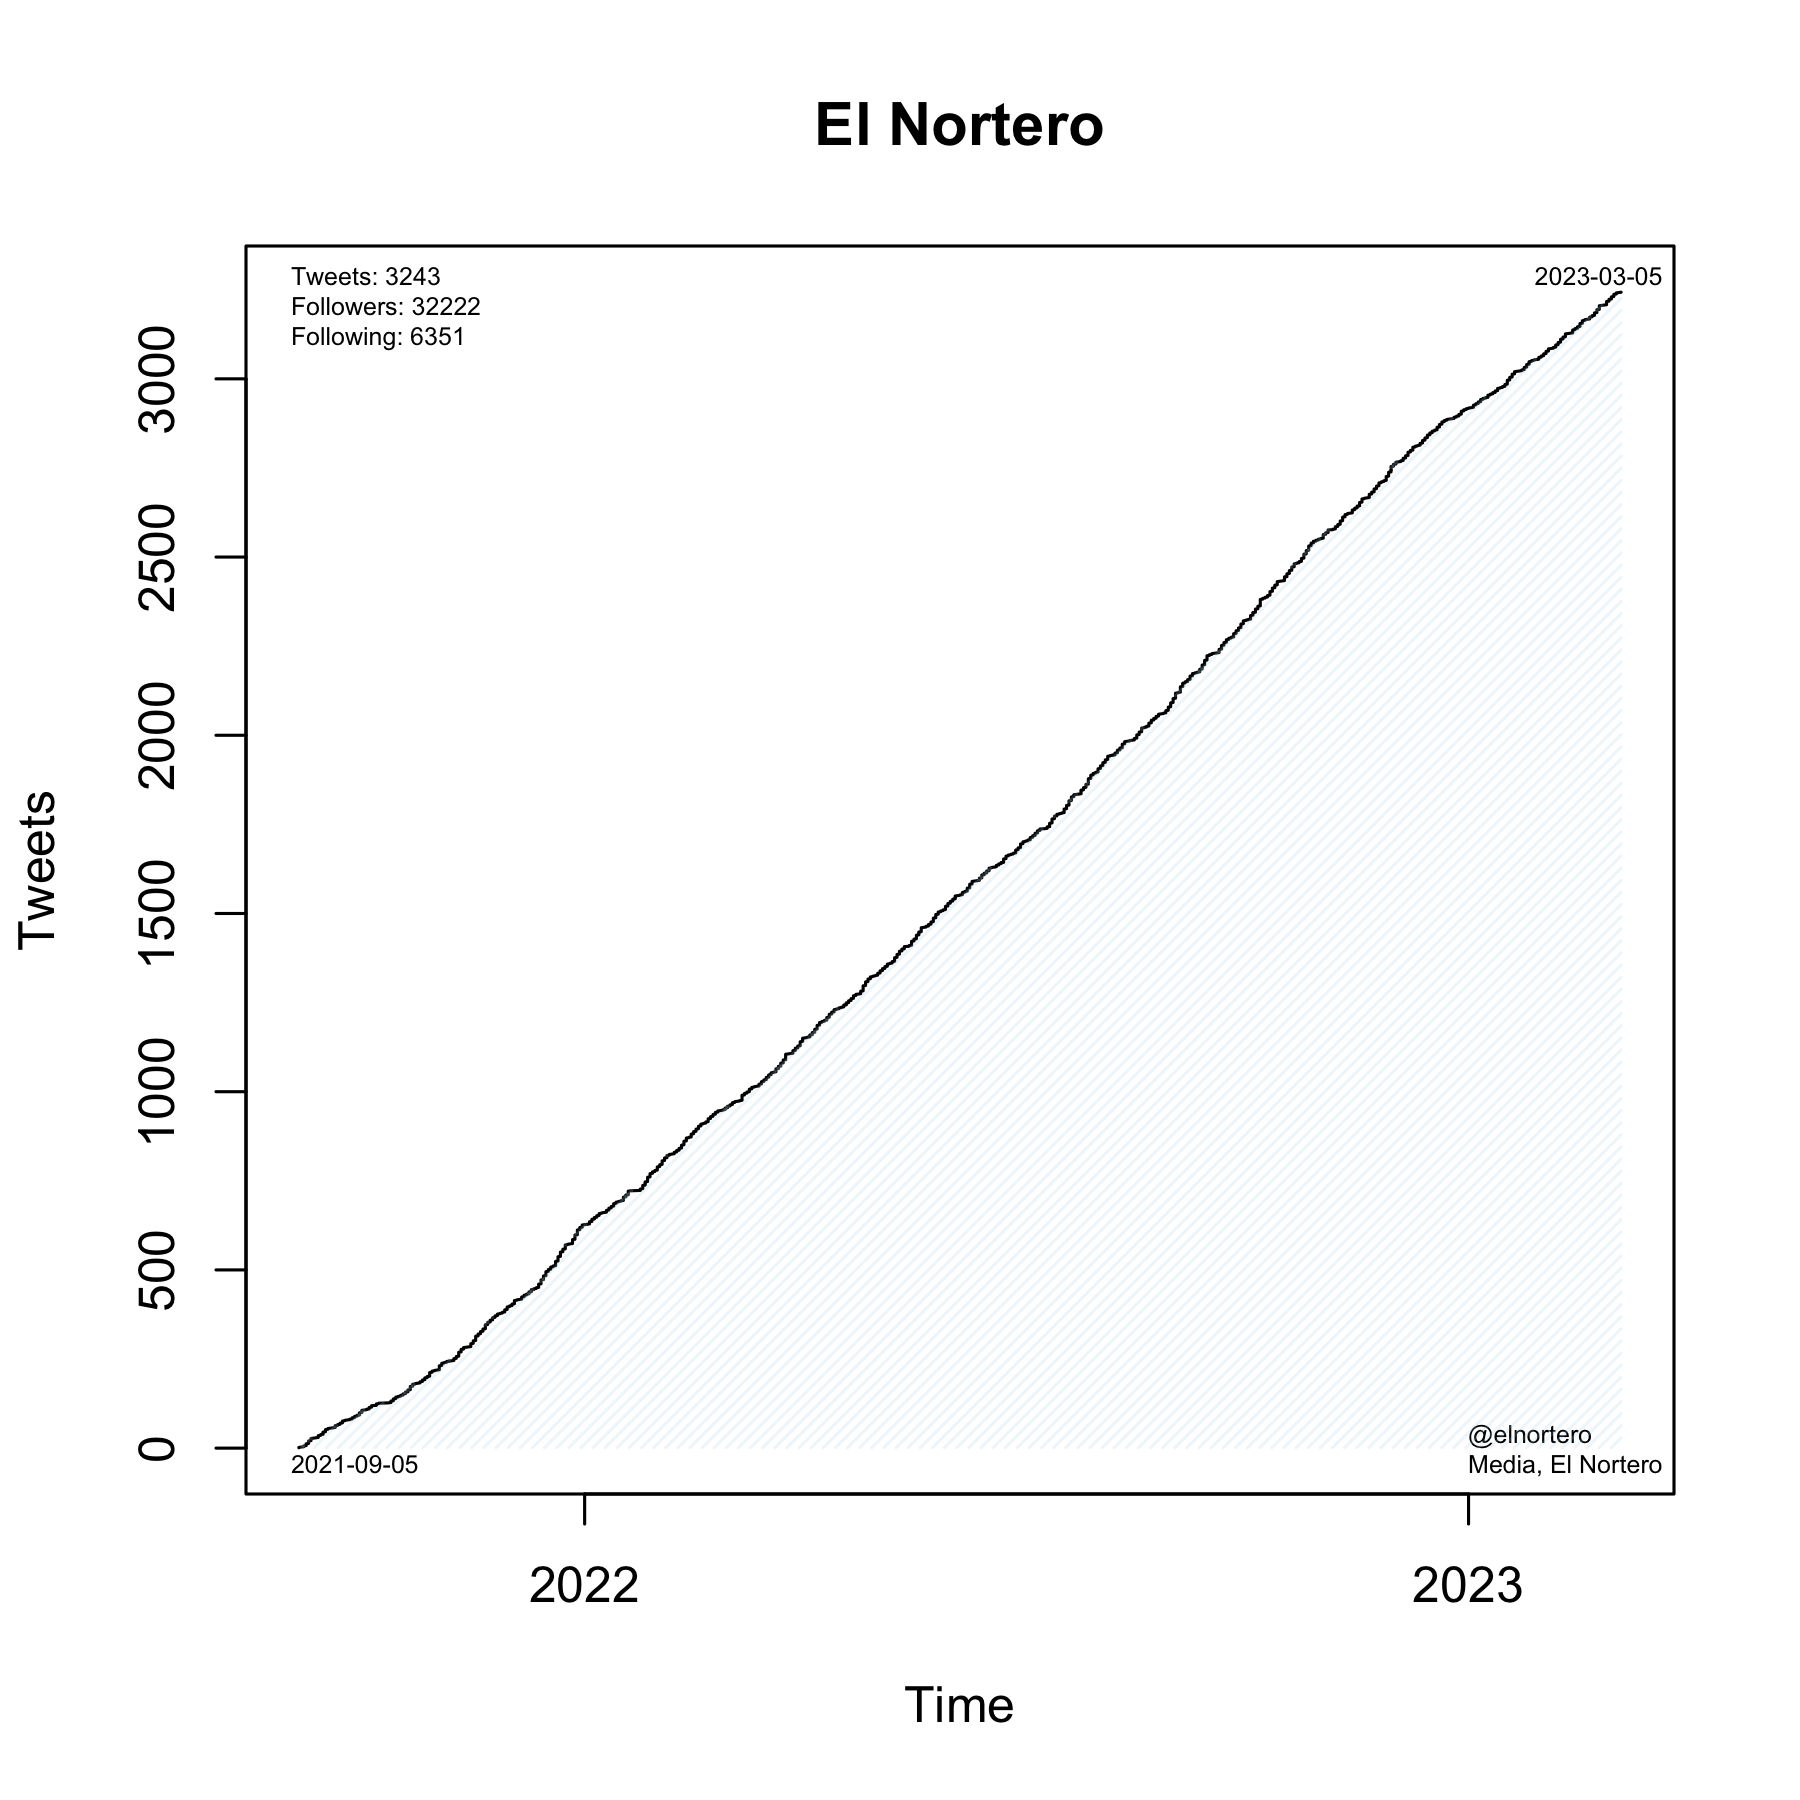 El Nortero
Tweets: 3243
Followers: 32222
Following: 6351
2023-03-05
3000
2500
2000
1500
1000
500
0
Tweets
2021-09-05
@elnortero
Media, El Nortero
2022
2023
Time